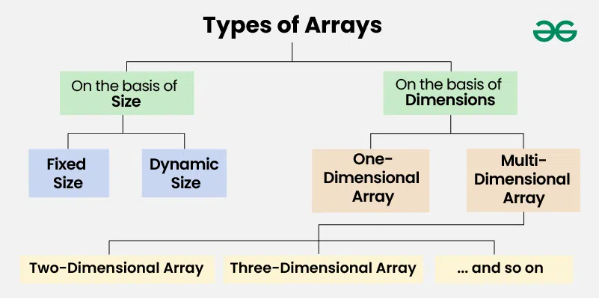 Types of Arrays
On the basis of
Size
On the basis of
Dimensions
Fixed
Size
Dynamic
Size
One-
Dimensional
Array
Multi-
Dimensional
Array
Two-Dimensional Array
Three-Dimensional Array
... and so on